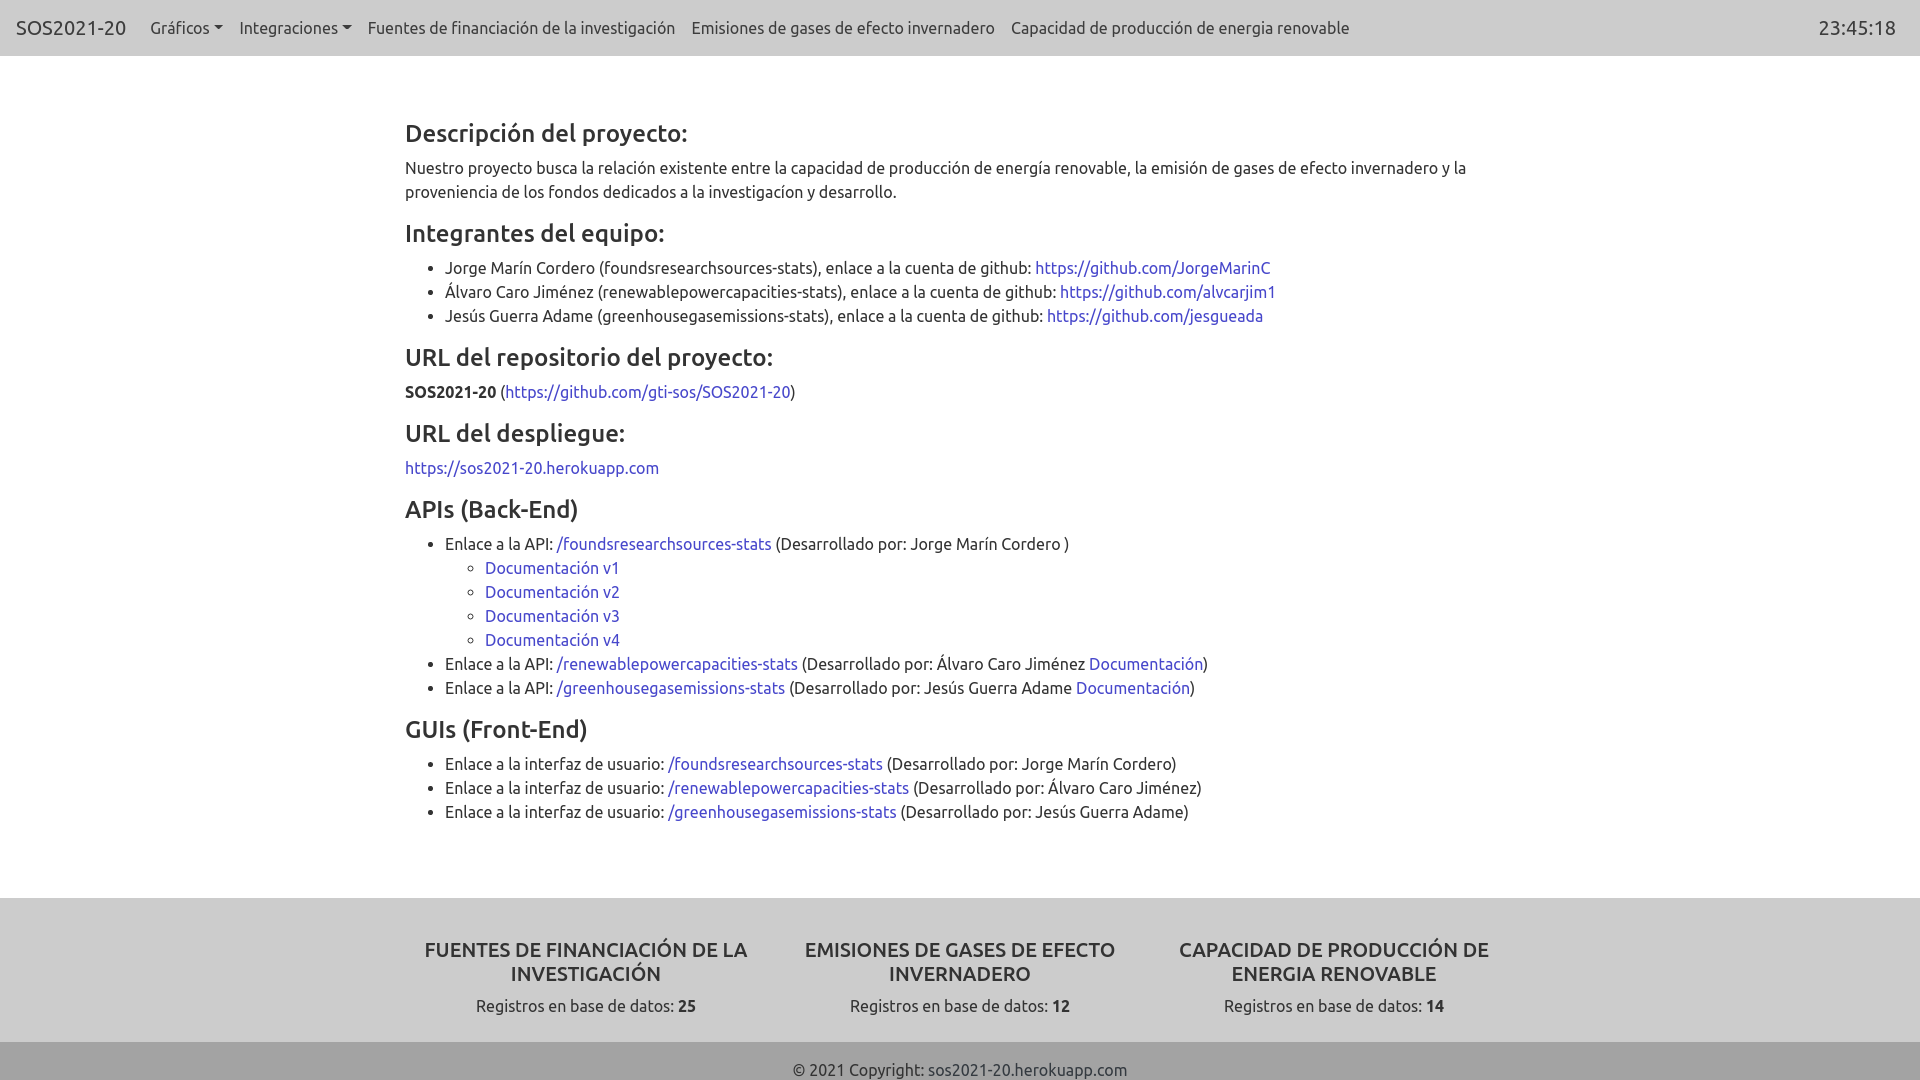 SOS2021-20 Gráficos Integraciones Fuentes de financiación de la investigación Emisiones de gases de efecto invernadero Capacidad de producción de energia renovable 23:45:18
Descripción del proyecto:
Nuestro proyecto busca la relación existente entre la capacidad de producción de energía renovable, la emisión de gases de efecto invernadero y la
proveniencia de los fondos dedicados a la investigacíon y desarrollo.
Integrantes del equipo:
Jorge Marín Cordero (foundsresearchsources-stats), enlace a la cuenta de github: https://github.com/JorgeMarinC
Álvaro Caro Jiménez (renewablepowercapacities-stats), enlace a la cuenta de github: https://github.com/alvcarjim1
Jesús Guerra Adame (greenhousegasemissions-stats), enlace a la cuenta de github: https://github.com/jesgueada
URL del repositorio del proyecto:
SOS2021-20 (https://github.com/gti-sos/SOS2021-20)
URL del despliegue:
https://sos2021-20.herokuapp.com
APIs (Back-End)
Enlace a la API: /foundsresearchsources-stats (Desarrollado por: Jorge Marín Cordero )
Documentación v1
Documentación v2
Documentación v3
Documentación v4
Enlace a la API: /renewablepowercapacities-stats (Desarrollado por: Álvaro Caro Jiménez Documentación)
Enlace a la API: /greenhousegasemissions-stats (Desarrollado por: Jesús Guerra Adame Documentación)
GUIs (Front-End)
Enlace a la interfaz de usuario: /foundsresearchsources-stats (Desarrollado por: Jorge Marín Cordero)
Enlace a la interfaz de usuario: /renewablepowercapacities-stats (Desarrollado por: Álvaro Caro Jiménez)
Enlace a la interfaz de usuario: /greenhousegasemissions-stats (Desarrollado por: Jesús Guerra Adame)
FUENTES DE FINANCIACIÓN DE LA
INVESTIGACIÓN
Registros en base de datos: 25
EMISIONES DE GASES DE EFECTO
INVERNADERO
Registros en base de datos: 12
CAPACIDAD DE PRODUCCIÓN DE
ENERGIA RENOVABLE
Registros en base de datos: 14
© 2021 Copyright: sos2021-20.herokuapp.com